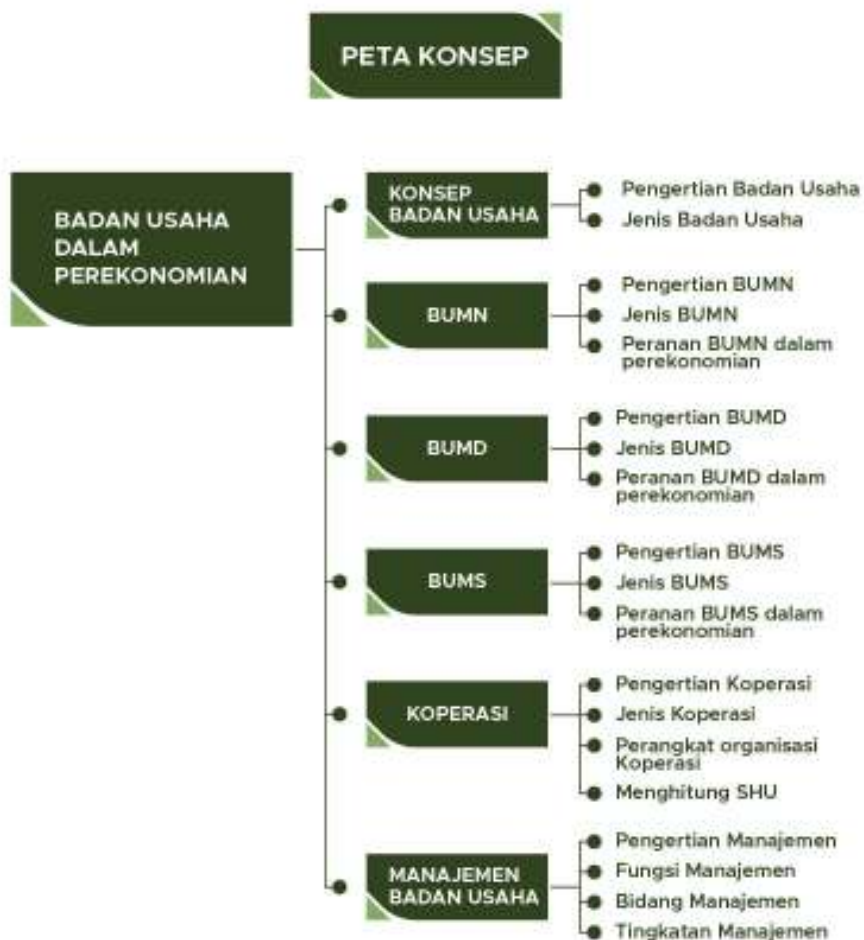 PETA KONSEP
BADAN USAHA
DALAM
PEREKONOMIAN
KONSEP
BADAN USAHA
Pengertian Badan Usaha
Jenis Badan Usaha
BUMN
Pengertian BUMN
Jenis BUMN
Peranan BUMN dalam
perekonomian
BUMD
Pengertian BUMD
Jenis BUMD
Peranan BUMD dalam
perekonomian
BUMS
Pengertian BUMS
Jenis BUMS
Peranan BUMS dalam
perekonomian
KOPERASI
Pengertian Koperasi
Jenis Koperasi
Perangkat organisasi
Koperasi
Menghitung SHU
MANAJEMEN
BADAN USAHA
Pengertian Manajemen
Fungsi Manajemen
Bidang Manajemen
Tingkatan Manajemen